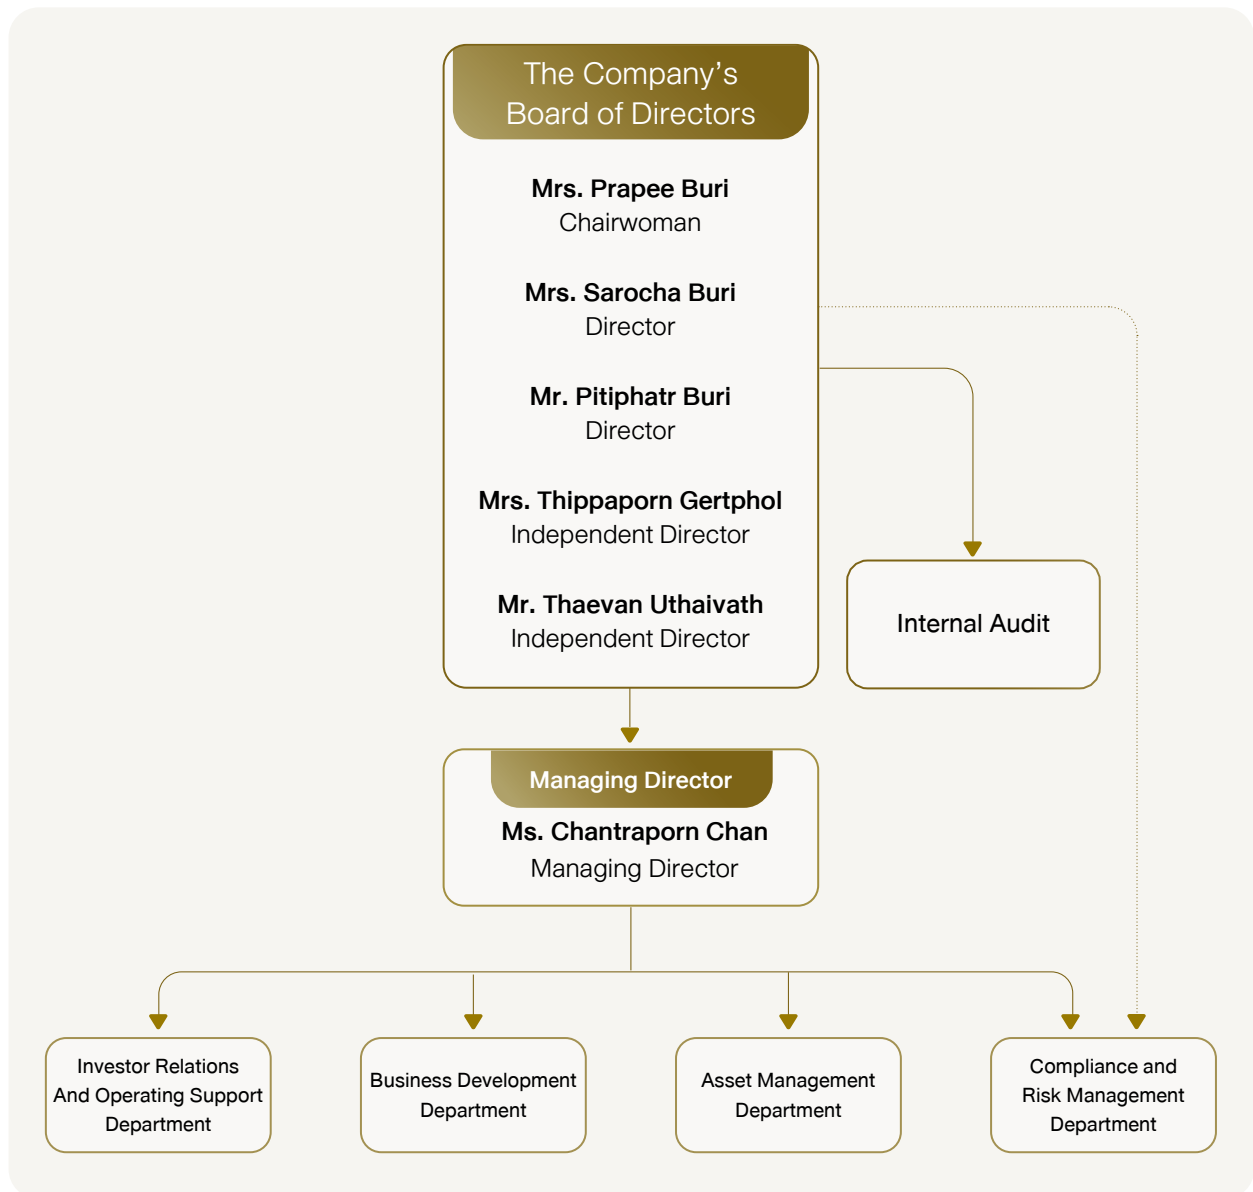 The Company’s
Board of Directors
Mrs. Prapee Buri
Chairwoman
Mrs. Sarocha Buri
Director
Mr. Pitiphatr Buri
Director
Mrs. Thippaporn Gertphol
Independent Director
Mr. Thaevan Uthaivath
Independent Director
Internal Audit
Managing Director
Ms. Chantraporn Chan
Managing Director
Investor Relations
And Operating Support
Department
Business Development
Department
Asset Management
Department
Compliance and
Risk Management
Department